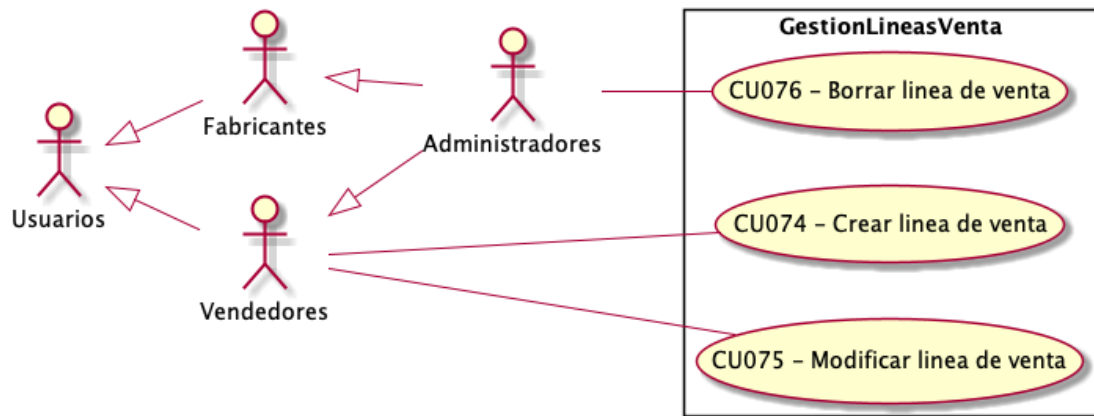 GestionLineasVenta
CU076 – Borrar linea de venta
Fabricantes
Administradores
Usuarios
CU074 – Crear linea de venta
Vendedores
CU075 – Modificar linea de venta